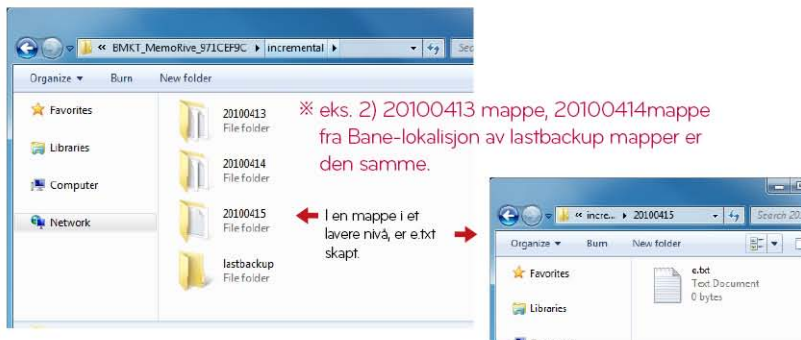 « BMKT_MemoRive_971CEF9C ▸ incremental ▸
Organize ▾ Burn New folder
Favorites
Libraries
Computer
Network
20100413
File folder
20100414
File folder
20100415
File folder
lastbackup
File folder
※ eks. 2) 20100413 mappe, 20100414mappe
fra Bane-lokalisjon av lastbackup mapper er
den samme.
I en mappe i et
lavere nivå, er e.txt
skapt.
« incre... ▸ 20100415
Search 20
Organize ▾ Burn New folder
Favorites
Libraries
e.txt
Text Document
0 bytes